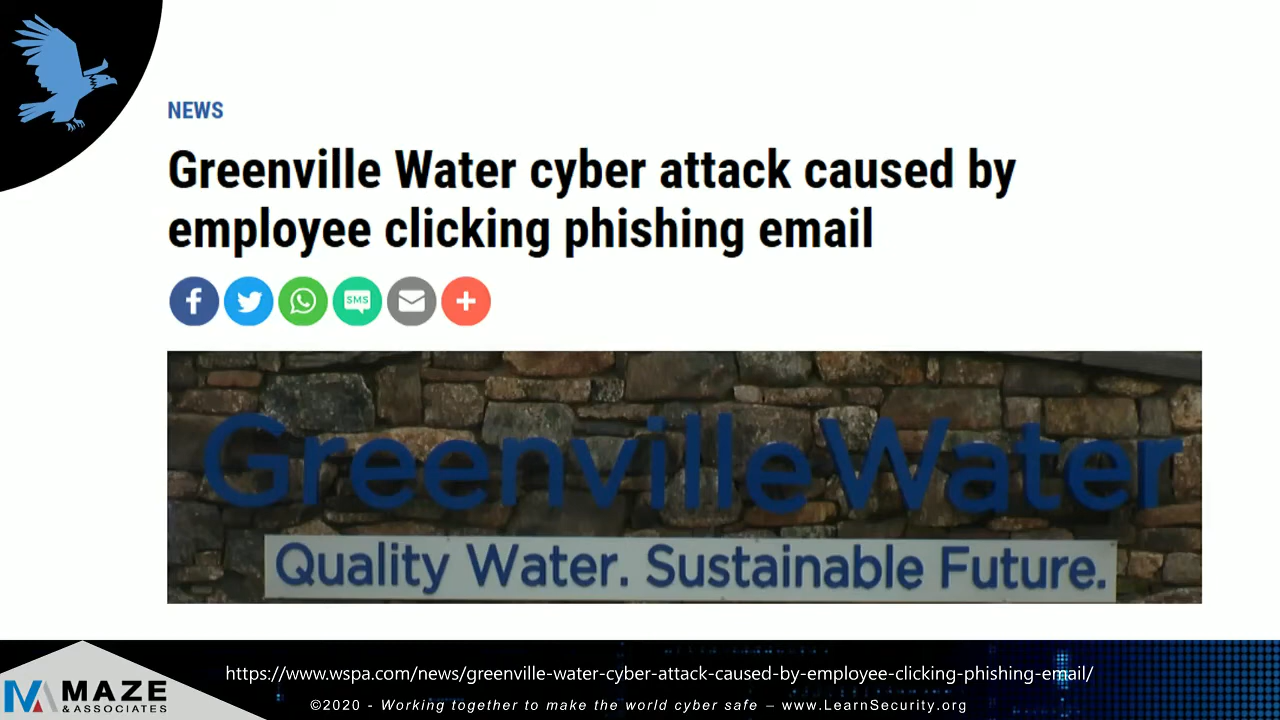 NEWS
Greenville Water cyber attack caused by
employee clicking phishing email
SMS
Greenville Water
Quality Water. Sustainable Future.
https://www.wspa.com/news/greenville-water-cyber-attack-caused-by-employee-clicking-phishing-email/
MAZE
& ASSOCIATES
©2020 - Working together to make the world cyber safe – www.LearnSecurity.org